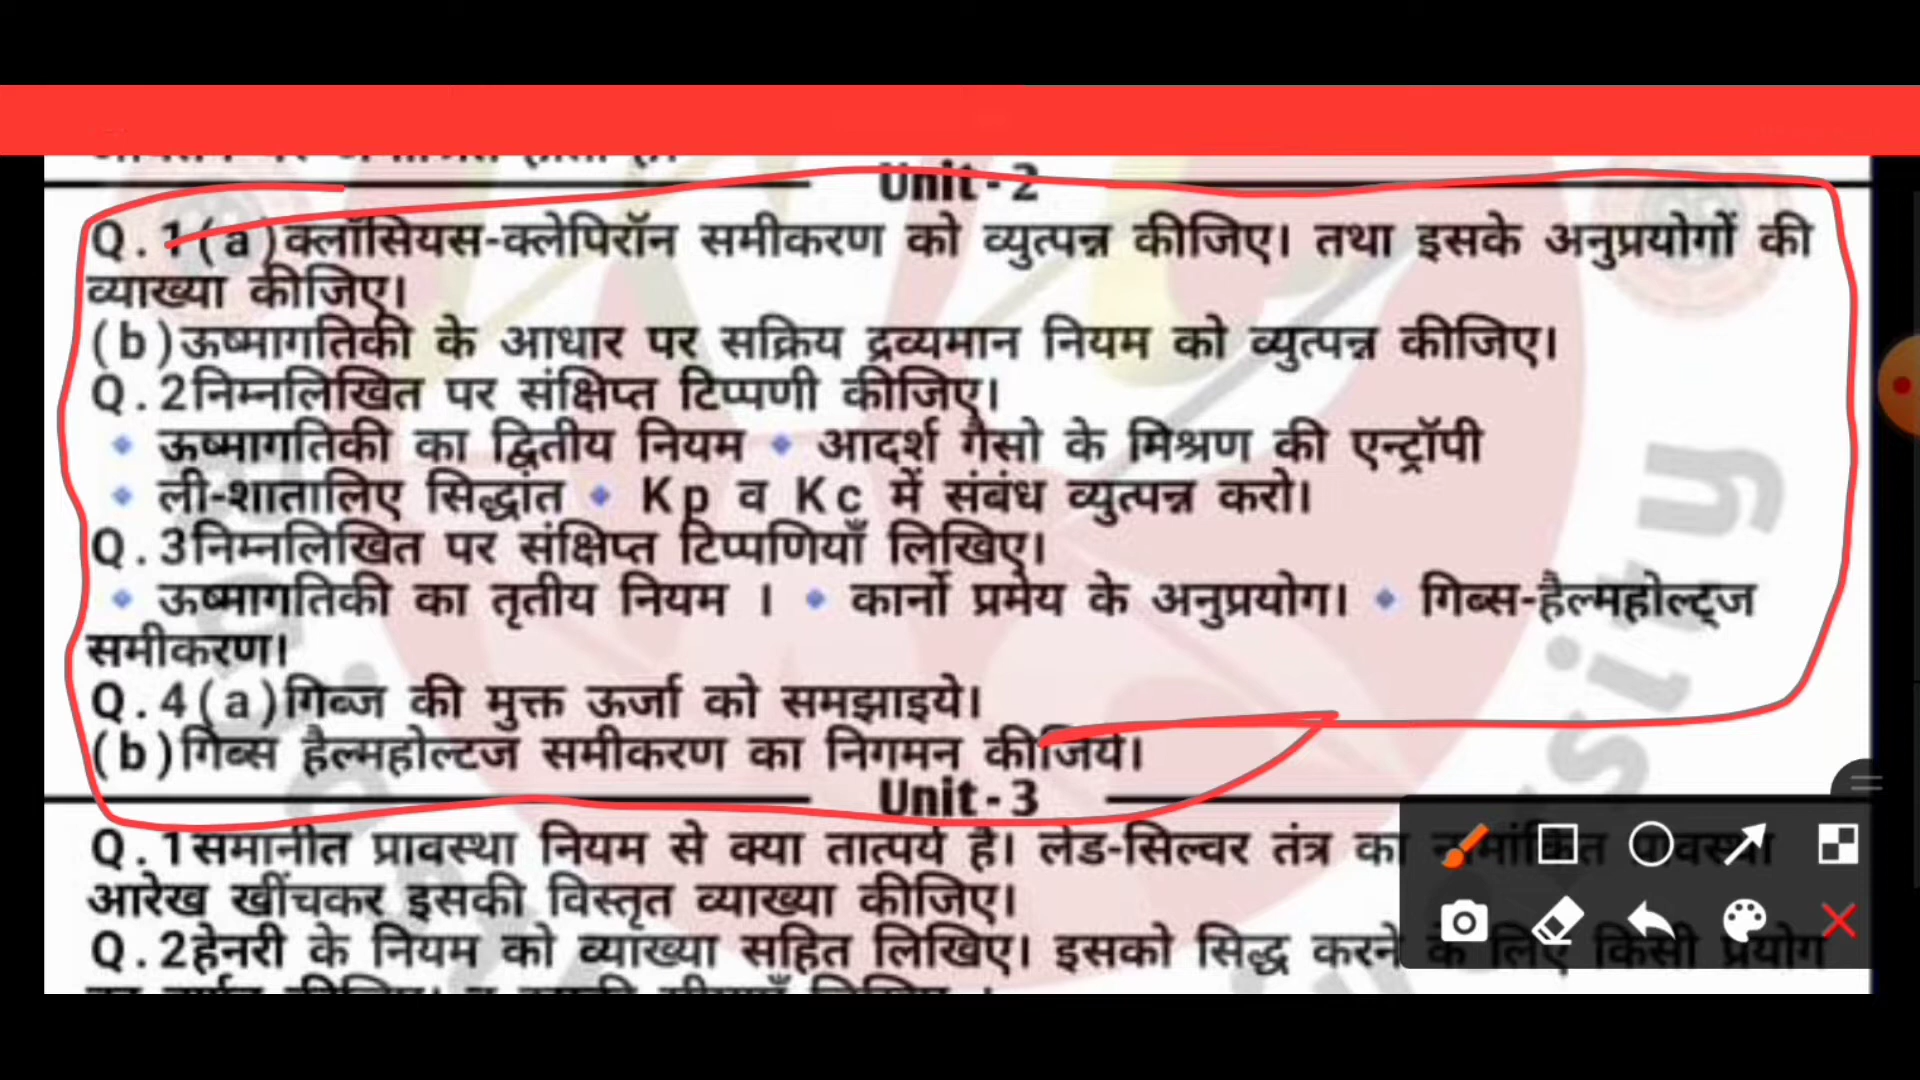 Unit-2
Q.1(a)क्लॉसियस-क्लेपिरॉन समीकरण को व्युत्पन्न कीजिए। तथा इसके अनुप्रयोगों की
व्याख्या कीजिए।
(b)ऊष्मागतिकी के आधार पर सक्रिय द्रव्यमान नियम को व्युत्पन्न कीजिए।
Q.2निम्नलिखित पर संक्षिप्त टिप्पणी कीजिए।
ऊष्मागतिकी का द्वितीय नियम आदर्श गैसो के मिश्रण की एन्ट्रॉपी
ली-शातालिए सिद्धांत Kp व Kc में संबंध व्युत्पन्न करो।
Q.3निम्नलिखित पर संक्षिप्त टिप्पणियाँ लिखिए।
ऊष्मागतिकी का तृतीय नियम । कार्नो प्रमेय के अनुप्रयोग। गिब्स-हैल्महोल्ट्ज
समीकरण।
Q.4(a)गिब्ज की मुक्त ऊर्जा को समझाइये।
(b)गिब्स हैल्महोल्टज समीकरण का निगमन कीजिये।
Unit-3
Q.1समानीत प्रावस्था नियम से क्या तात्पर्य है। लेड-सिल्वर तंत्र का
आरेख खींचकर इसकी विस्तृत व्याख्या कीजिए।
Q.2हेनरी के नियम को व्याख्या सहित लिखिए। इसको सिद्ध करने के लिए किसी प्रयोग